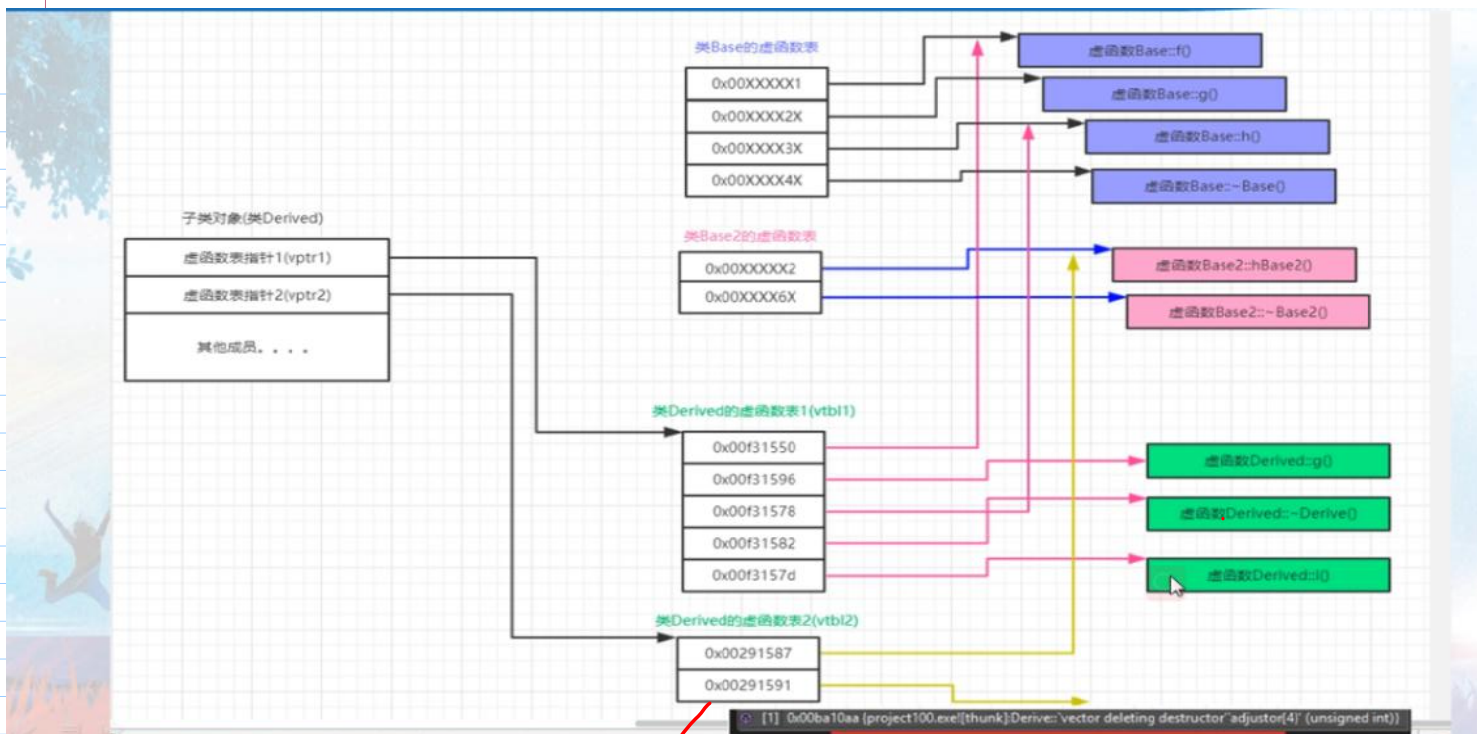 类Base的虚函数表
虚函数Base::f()
0x00XXXXX1
虚函数Base::g()
0x00XXXX2X
虚函数Base::h()
0x00XXXX3X
0x00XXXX4X
虚函数Base::~Base()
子类对象(类Derived)
类Base2的虚函数表
虚函数表指针1(vptr1)
0x00XXXXX2
虚函数Base2::hBase2()
虚函数表指针2(vptr2)
0x00XXXX6X
虚函数Base2::~Base2()
其他成员。...
类Derived的虚函数表1(vtbl1)
0x00f31550
虚函数Derived::g()
0x00f31596
0x00f31578
虚函数Derived::~Derive()
0x00f31582
0x00f3157d
虚函数Derived::i()
类Derived的虚函数表2(vtbl2)
0x00291587
0x00291591
[1] 0x00ba10aa {project100.exe![thunk]:Derive::`vector deleting destructor'`adjustor{4}' (unsigned int)}